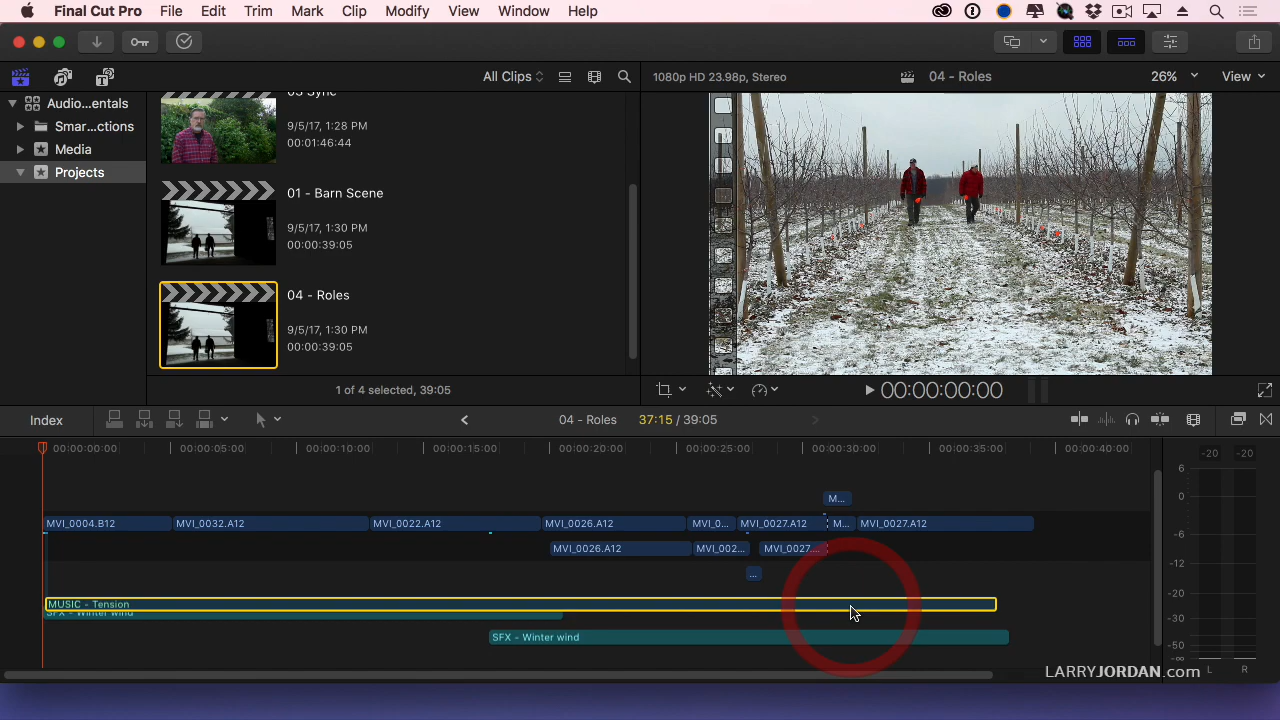 Final Cut Pro File Edit Trim Mark Clip Modify View Window Help
All Clips
1080p HD 23.98p, Stereo
04 - Roles
26%
View
Audio...entals
Smar...ctions
Media
Projects
03 Sync
9/5/17, 1:28 PM
00:01:46:44
01 - Barn Scene
9/5/17, 1:30 PM
00:00:39:05
04 - Roles
9/5/17, 1:30 PM
00:00:39:05
1 of 4 selected, 39:05
00:00:00:00
Index
04 - Roles
37:15 / 39:05
00:00:00:00 00:00:05:00 00:00:10:00 00:00:15:00 00:00:20:00 00:00:25:00 00:00:30:00 00:00:35:00 00:00:40:00
M...
MVI_0004.B12 MVI_0032.A12 MVI_0022.A12 MVI_0026.A12 MVI_0... MVI_0027.A12 M... MVI_0027.A12
MVI_0026.A12 MVI_002... MVI_0027...
...
MUSIC - Tension
SFX - Winter wind
SFX - Winter wind
-20 -20
6
0
-6
-12
-20
-30
-50
-∞
L R
LARRYJORDAN.com